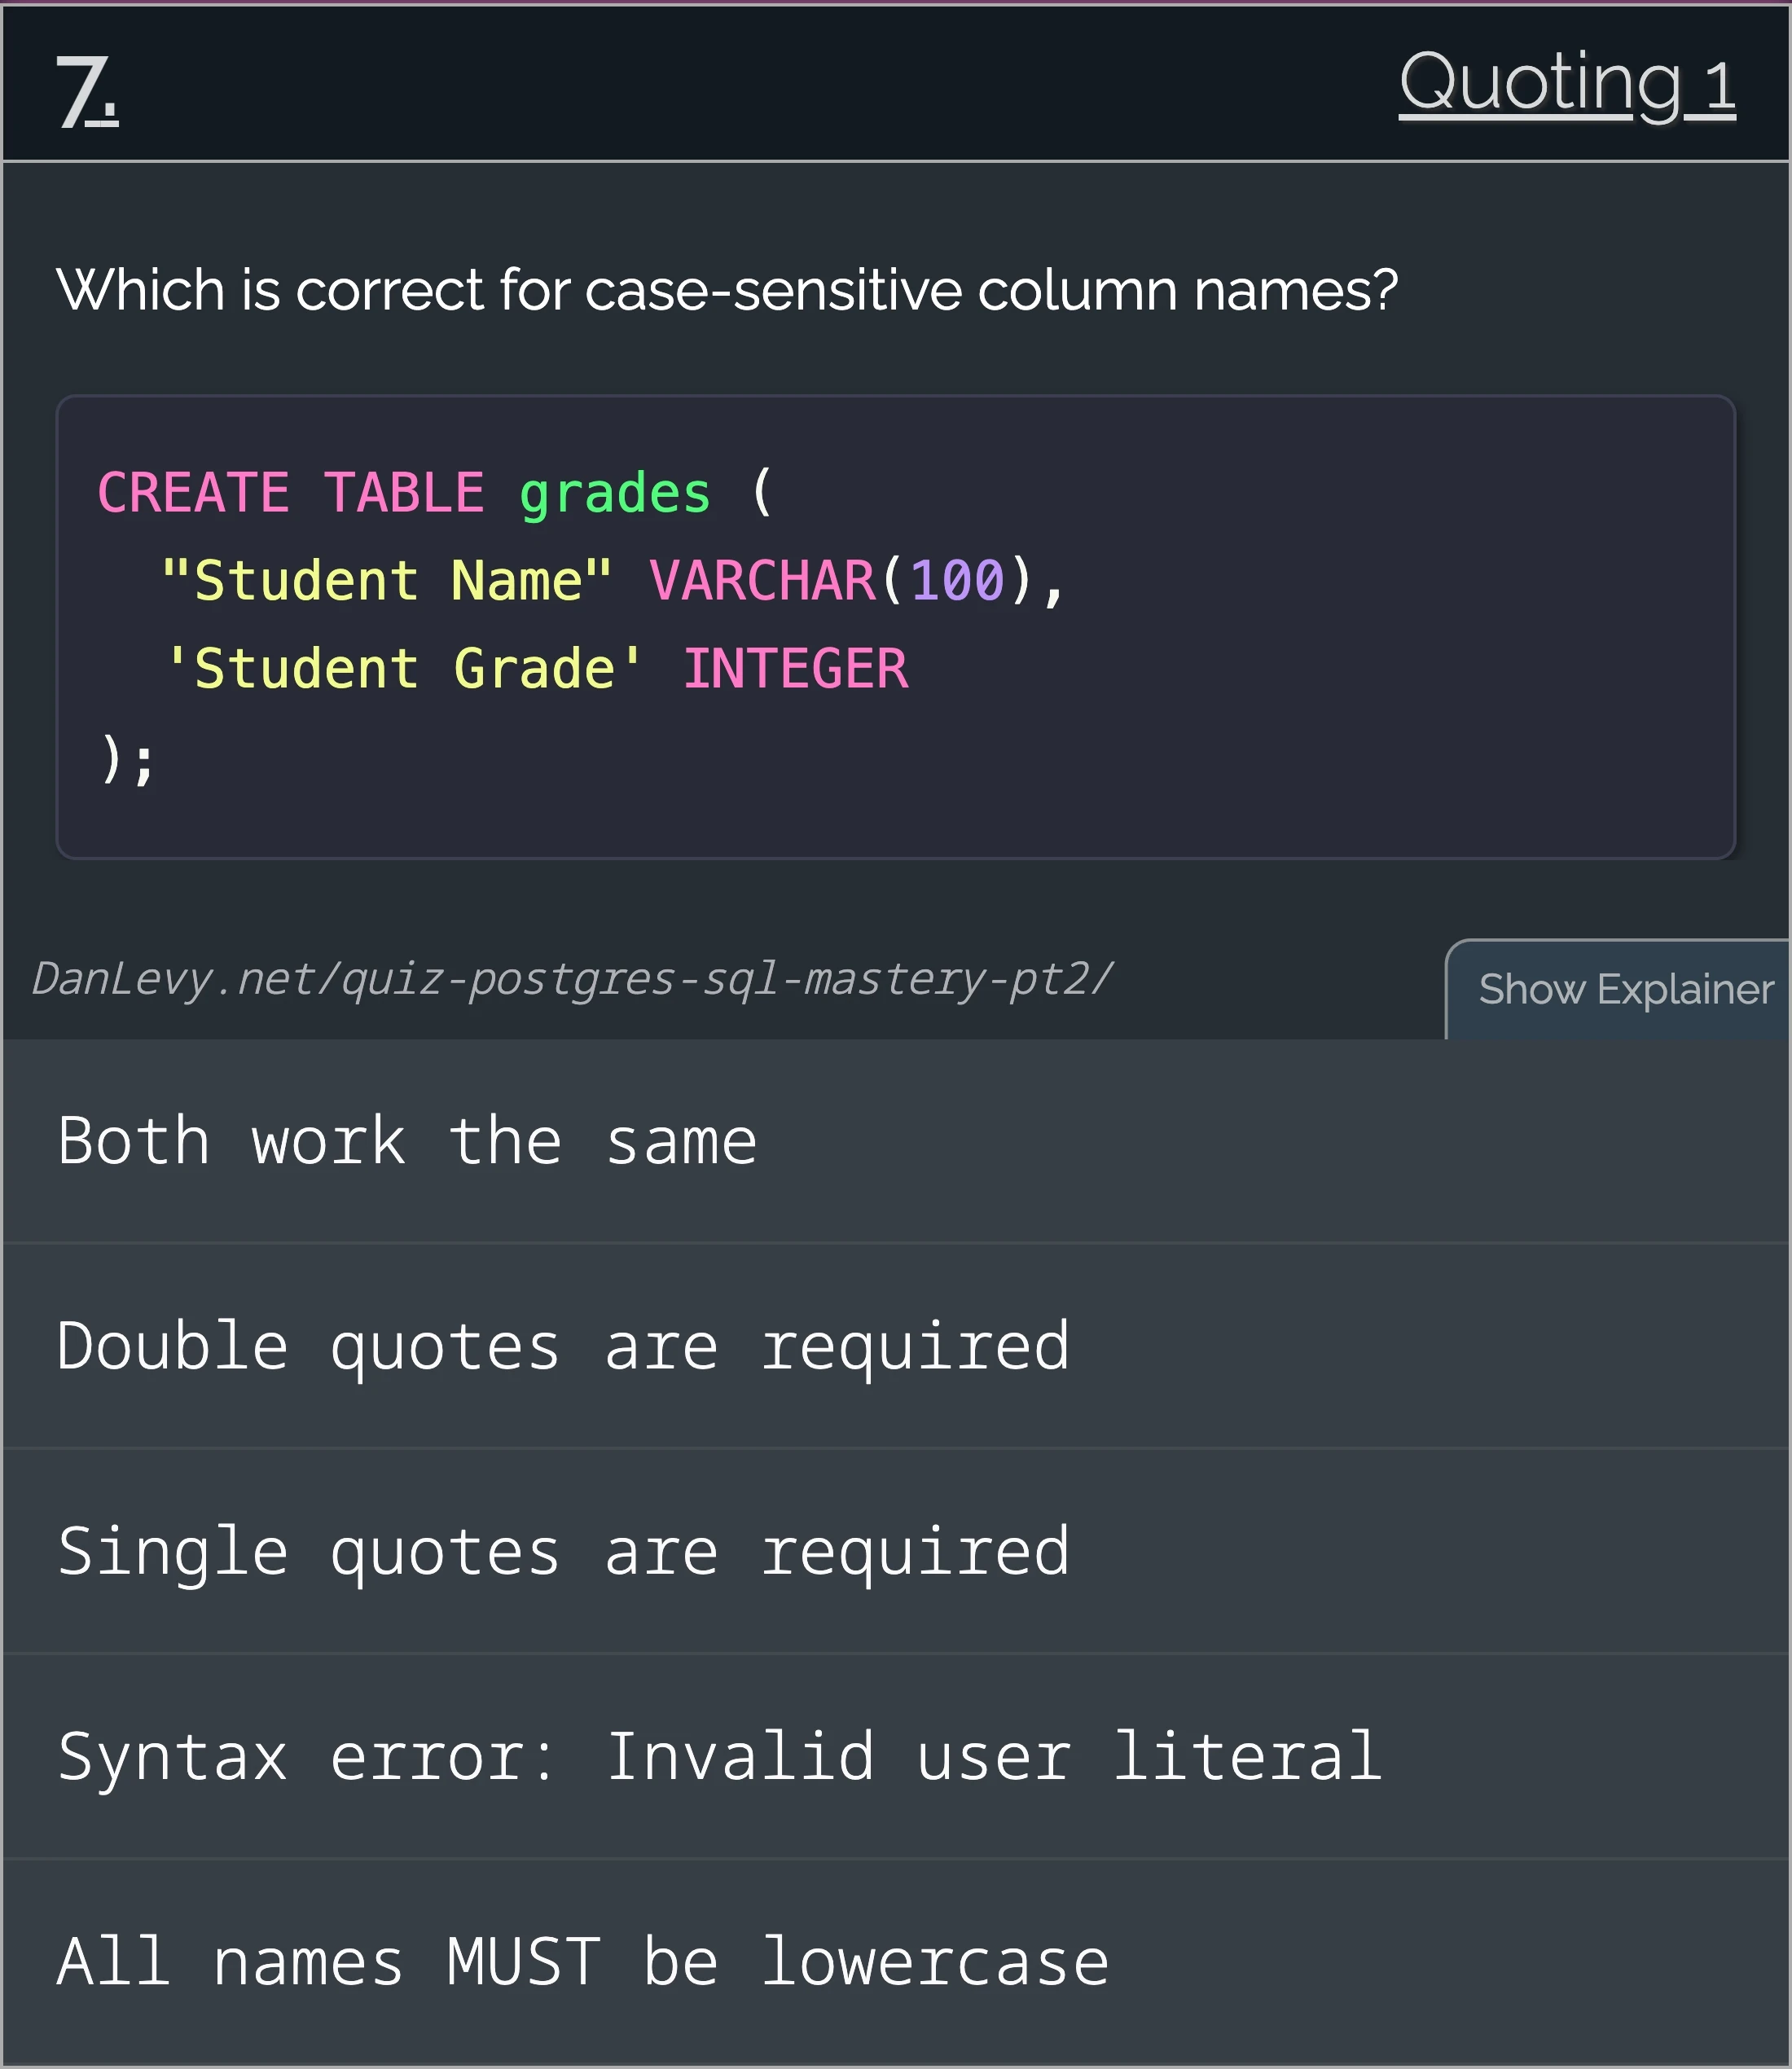 7.
Quoting 1
Which is correct for case-sensitive column names?
CREATE TABLE grades (
"Student Name" VARCHAR(100),
'Student Grade' INTEGER
);
DanLevy.net/quiz-postgres-sql-mastery-pt2/
Show Explainer
Both work the same
Double quotes are required
Single quotes are required
Syntax error: Invalid user literal
All names MUST be lowercase